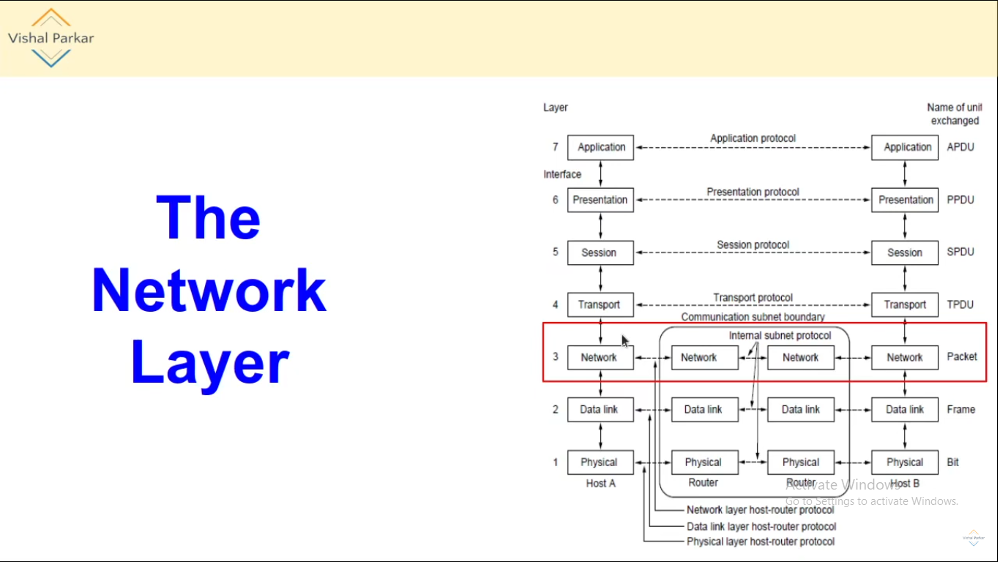 Vishal Parkar
The
Network
Layer
Layer
Name of unit
exchanged
7 Application Application protocol Application APDU
Interface
6 Presentation Presentation protocol Presentation PPDU
5 Session Session protocol Session SPDU
4 Transport Transport protocol Transport TPDU
Communication subnet boundary
Internal subnet protocol
3 Network Network Network Network Packet
2 Data link Data link Data link Data link Frame
1 Physical Physical Physical Physical Bit
Host A Router Router Host B
Activate Windows
Go to Settings to activate Windows.
Network layer host-router protocol
Data link layer host-router protocol
Physical layer host-router protocol
Vishal Parkar